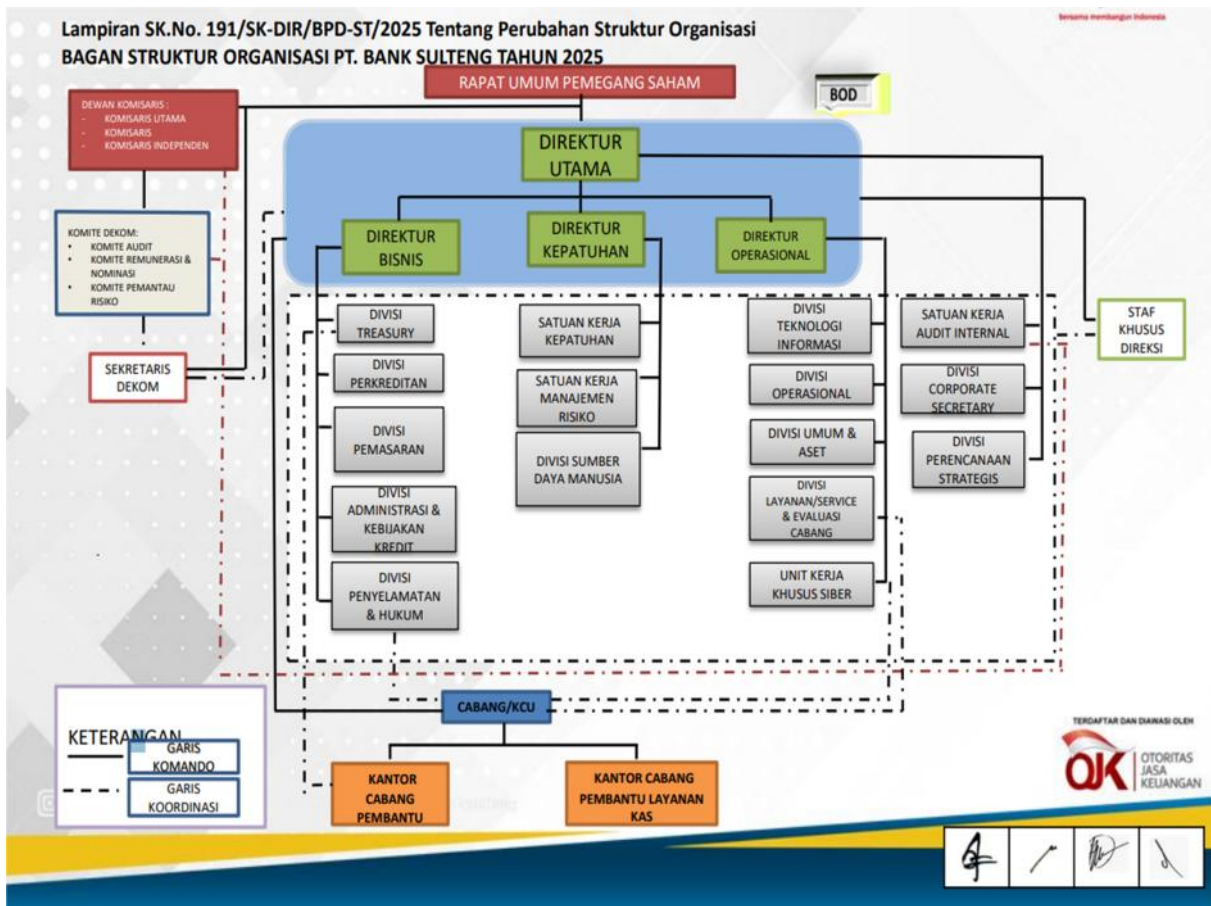 bersama membangun Indonesia
Lampiran SK.No. 191/SK-DIR/BPD-ST/2025 Tentang Perubahan Struktur Organisasi
BAGAN STRUKTUR ORGANISASI PT. BANK SULTENG TAHUN 2025
RAPAT UMUM PEMEGANG SAHAM
BOD
DEWAN KOMISARIS :
- KOMISARIS UTAMA
- KOMISARIS
- KOMISARIS INDEPENDEN
DIREKTUR
UTAMA
KOMITE DEKOM:
• KOMITE AUDIT
• KOMITE REMUNERASI &
NOMINASI
• KOMITE PEMANTAU
RISIKO
DIREKTUR
BISNIS
DIREKTUR
KEPATUHAN
DIREKTUR
OPERASIONAL
SEKRETARIS
DEKOM
STAF
KHUSUS
DIREKSI
DIVISI
TREASURY
DIVISI
PERKREDITAN
DIVISI
PEMASARAN
DIVISI
ADMINISTRASI &
KEBIJAKAN
KREDIT
DIVISI
PENYELAMATAN
& HUKUM
SATUAN KERJA
KEPATUHAN
SATUAN KERJA
MANAJEMEN
RISIKO
DIVISI SUMBER
DAYA MANUSIA
DIVISI
TEKNOLOGI
INFORMASI
DIVISI
OPERASIONAL
DIVISI UMUM &
ASET
DIVISI
LAYANAN/SERVICE
& EVALUASI
CABANG
UNIT KERJA
KHUSUS SIBER
SATUAN KERJA
AUDIT INTERNAL
DIVISI
CORPORATE
SECRETARY
DIVISI
PERENCANAAN
STRATEGIS
CABANG/KCU
KANTOR
CABANG
PEMBANTU
KANTOR CABANG
PEMBANTU LAYANAN
KAS
KETERANGAN
GARIS
KOMANDO
GARIS
KOORDINASI
TERDAFTAR DAN DIAWASI OLEH
OJK
OTORITAS
JASA
KEUANGAN